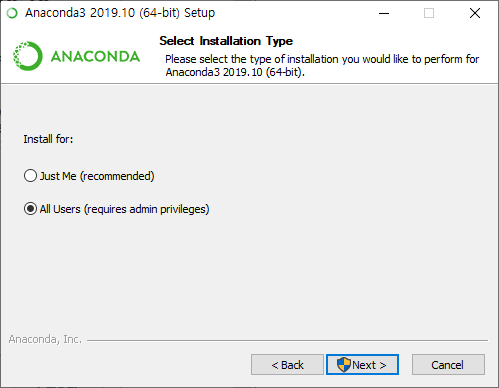 Anaconda3 2019.10 (64-bit) Setup
Select Installation Type
ANACONDA
Please select the type of installation you would like to perform for
Anaconda3 2019.10 (64-bit).
Install for:
Just Me (recommended)
All Users (requires admin privileges)
Anaconda, Inc.
< Back
Next >
Cancel